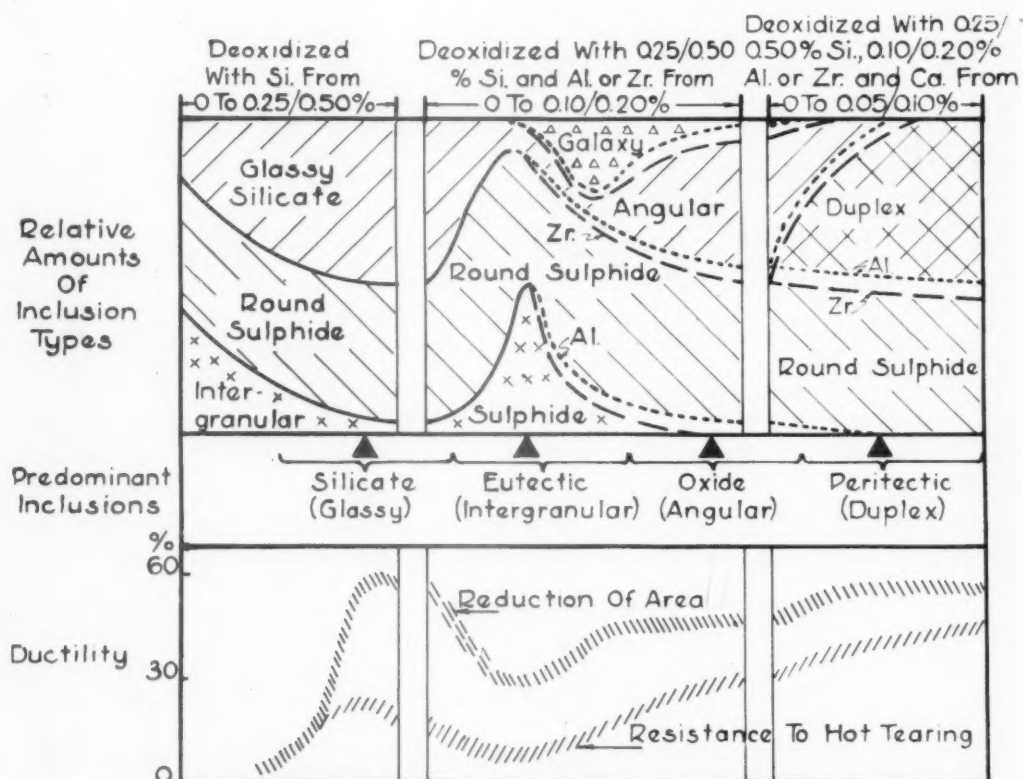 Deoxidized
With Si. From
0 To 0.25/0.50%
Deoxidized With 0.25/0.50
% Si, and Al. or Zr. From
0 To 0.10/0.20%
Deoxidized With 0.25/
0.50% Si., 0.10/0.20%
Al. or Zr. and Ca. From
0 To 0.05/0.10%
Relative
Amounts
Of
Inclusion
Types
Glassy
Silicate
Round
Sulphide
Inter-
granular
Galaxy
Angular
Zr.
Round Sulphide
Al.
Sulphide
Duplex
Al.
Zr.
Round Sulphide
Predominant
Inclusions
Silicate
(Glassy)
Eutectic
(Intergranular)
Oxide
(Angular)
Peritectic
(Duplex)
%
60
Reduction Of Area
Ductility
30
Resistance To Hot Tearing
0